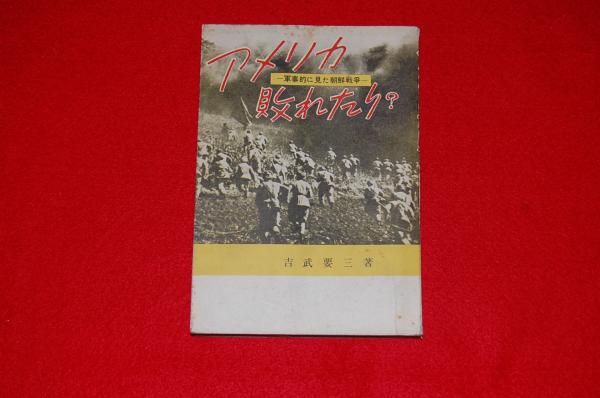 アメリカ
―軍事的に見た朝鮮戦争―
敗れたり?
吉武要三著